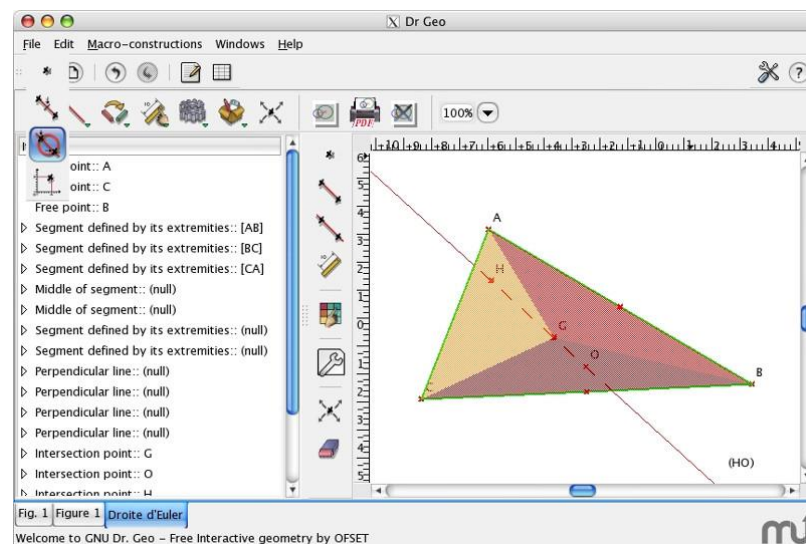 Dr Geo
File Edit Macro-constructions Windows Help
PDF
100%
oint:: A
oint:: C
Free point:: B
Segment defined by its extremities:: [AB]
Segment defined by its extremities:: [BC]
Segment defined by its extremities:: [CA]
Middle of segment:: (null)
Middle of segment:: (null)
Segment defined by its extremities:: (null)
Segment defined by its extremities:: (null)
Perpendicular line:: (null)
Perpendicular line:: (null)
Perpendicular line:: (null)
Perpendicular line:: (null)
Intersection point:: G
Intersection point:: O
Intersection point:: H
A
H
G
O
C
B
(HO)
Fig. 1 Figure 1 Droite d'Euler
Welcome to GNU Dr. Geo - Free Interactive geometry by OFSET